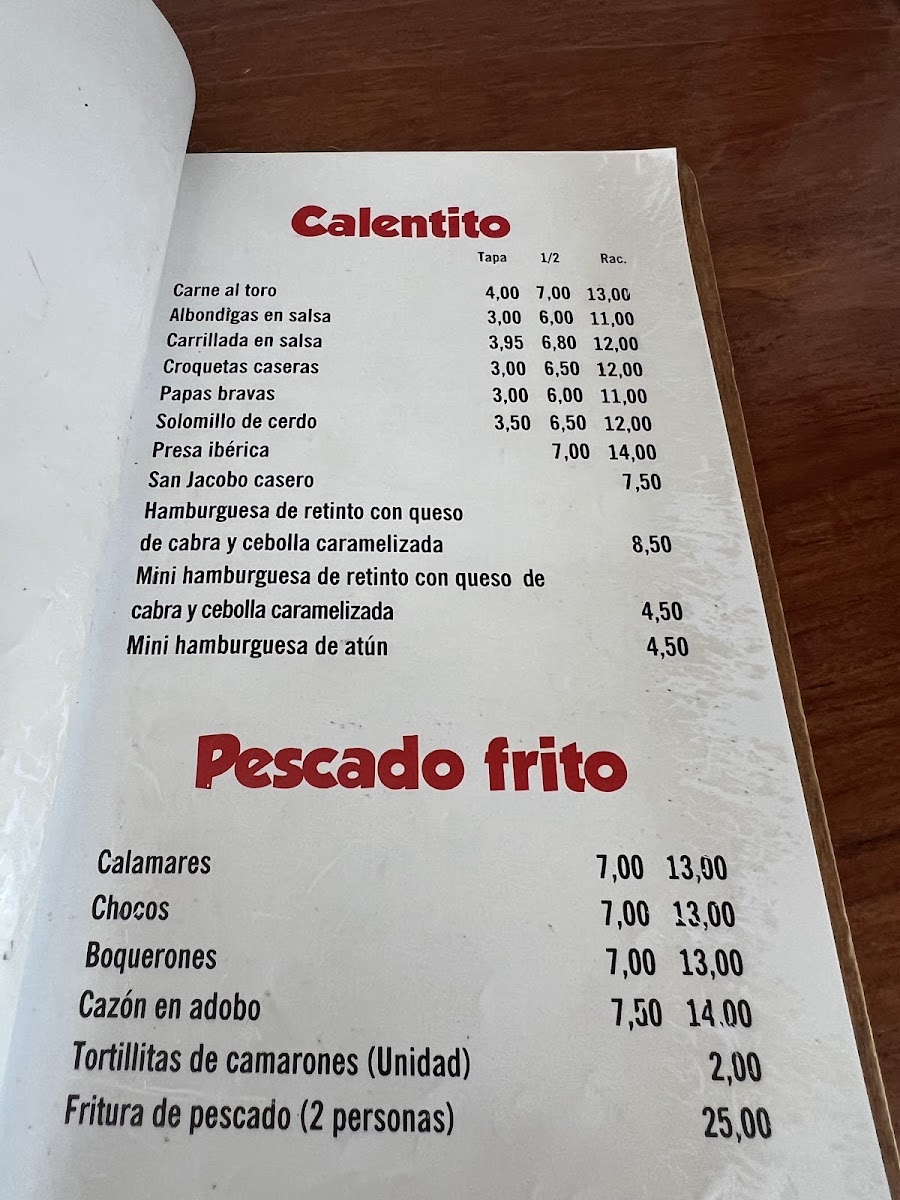 Calentito
Tapa 1/2 Rac.
Carne al toro 4,00 7,00 13,00
Albondigas en salsa 3,00 6,00 11,00
Carrillada en salsa 3,95 6,80 12,00
Croquetas caseras 3,00 6,50 12,00
Papas bravas 3,00 6,00 11,00
Solomillo de cerdo 3,50 6,50 12,00
Presa ibérica 7,00 14,00
San Jacobo casero 7,50
Hamburguesa de retinto con queso
de cabra y cebolla caramelizada 8,50
Mini hamburguesa de retinto con queso de
cabra y cebolla caramelizada 4,50
Mini hamburguesa de atún 4,50
Pescado frito
Calamares 7,00 13,00
Chocos 7,00 13,00
Boquerones 7,00 13,00
Cazón en adobo 7,50 14,00
Tortillitas de camarones (Unidad) 2,00
Fritura de pescado (2 personas) 25,00